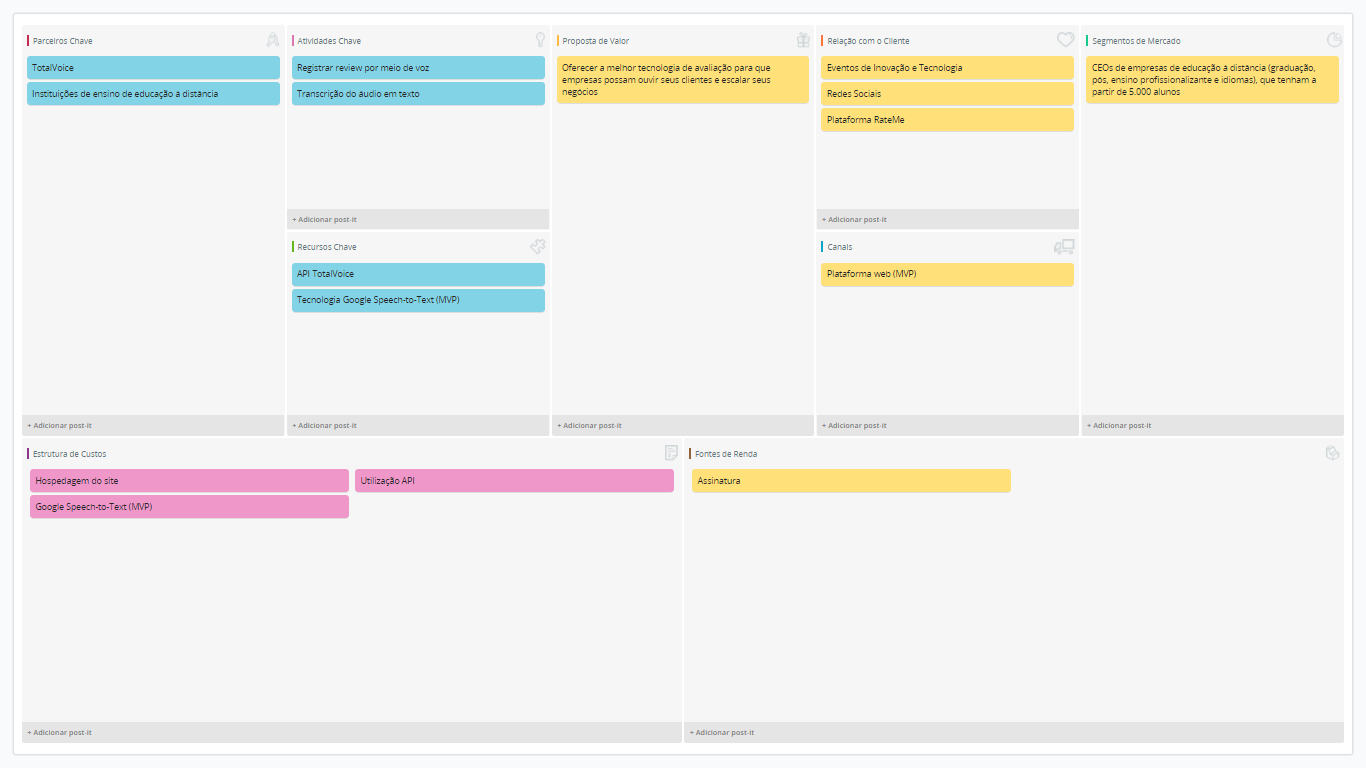 Parceiros Chave
TotalVoice
Instituições de ensino de educação à distância
+ Adicionar post-it
Atividades Chave
Registrar review por meio de voz
Transcrição do áudio em texto
+ Adicionar post-it
Recursos Chave
API TotalVoice
Tecnologia Google Speech-to-Text (MVP)
+ Adicionar post-it
Proposta de Valor
Oferecer a melhor tecnologia de avaliação para que
empresas possam ouvir seus clientes e escalar seus
negócios
+ Adicionar post-it
Relação com o Cliente
Eventos de Inovação e Tecnologia
Redes Sociais
Plataforma RateMe
+ Adicionar post-it
Canais
Plataforma web (MVP)
+ Adicionar post-it
Segmentos de Mercado
CEOs de empresas de educação à distância (graduação,
pós, ensino profissionalizante e idiomas), que tenham a
partir de 5.000 alunos
+ Adicionar post-it
Estrutura de Custos
Hospedagem do site
Utilização API
Google Speech-to-Text (MVP)
+ Adicionar post-it
Fontes de Renda
Assinatura
+ Adicionar post-it